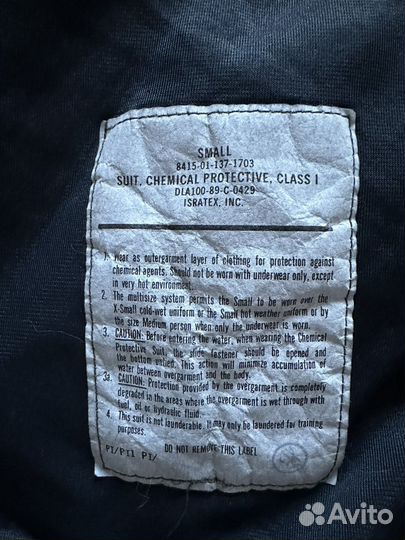 SMALL
8415-01-137-1703
SUIT, CHEMICAL PROTECTIVE, CLASS I
DLA100-89-C-0429
ISRATEX, INC.
1. Wear as outergarment layer of clothing for protection against
chemical agents. Should not be worn with underwear only, except
in very hot environment.
2. The multisize system permits the Small to be worn over the
X-Small cold-wet uniform or the Small hot weather uniform or by
the size Medium person when only the underwear is worn.
3. CAUTION: Before entering the water, when wearing the Chemical
Protective Suit, the slide fastener should be opened and
the bottom rolled. This action will minimize accumulation of
water between overgarment and the body.
3a. CAUTION: Protection provided by the overgarment is completely
degraded in the areas where the overgarment is wet through with
fuel, oil or hydraulic fluid.
4. This suit is not launderable. It may only be laundered for training
purposes.
PI/PII PI/ DO NOT REMOVE THIS LABEL
Avito